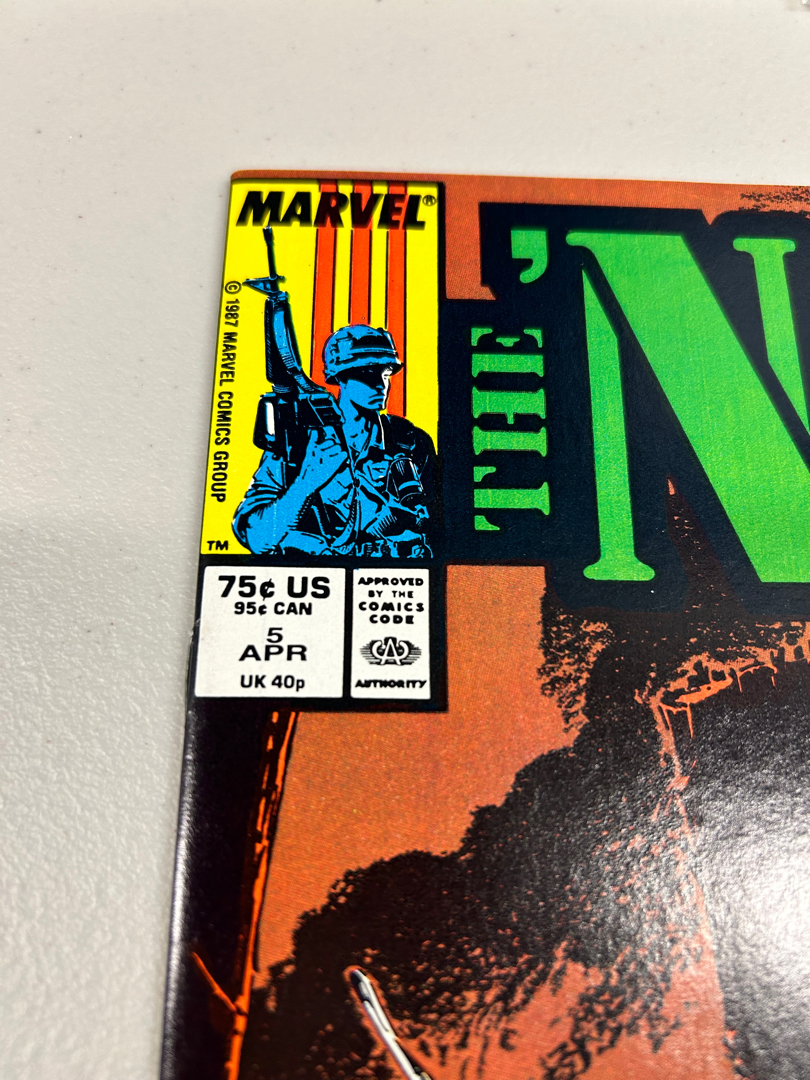 MARVEL®
© 1987 MARVEL COMICS GROUP
TM
THE 'N
75¢ US
95¢ CAN
5
APR
UK 40p
APPROVED
BY THE
COMICS
CODE
CA
AUTHORITY